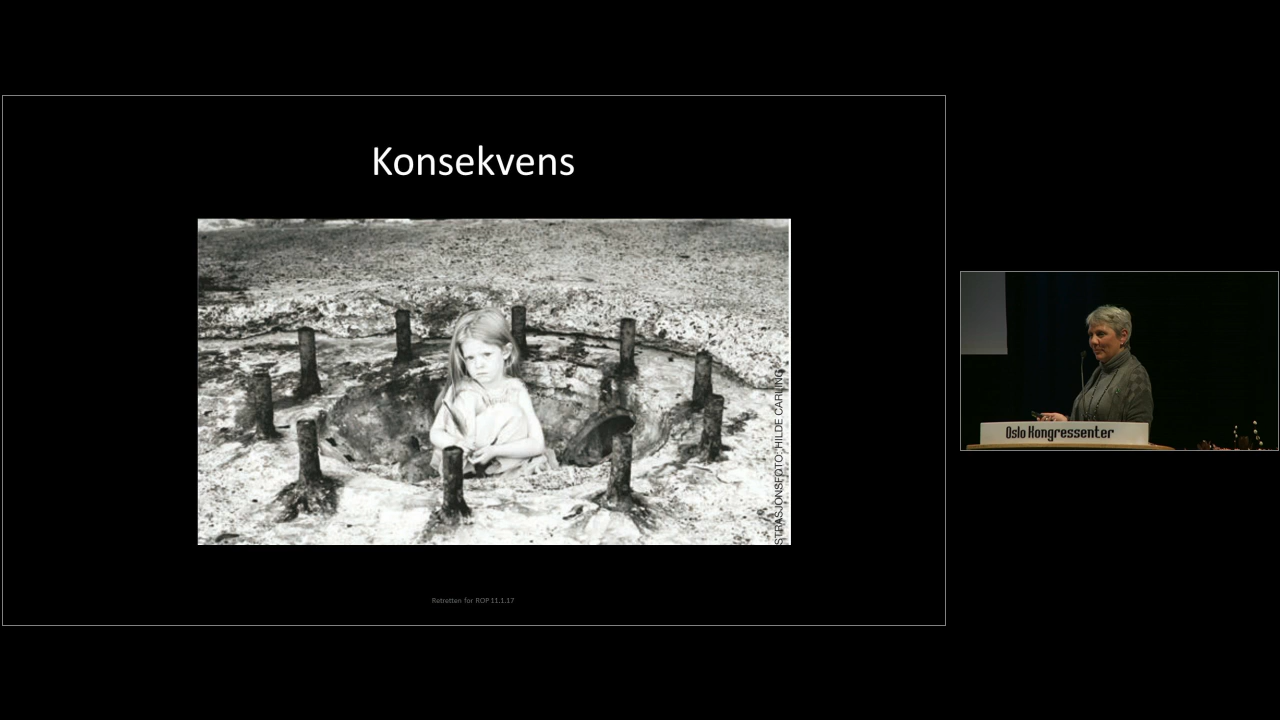 Konsekvens
STRASJONSFOTO: HILDE CARLING
Retretten for ROP 11.1.17
Oslo Kongressenter